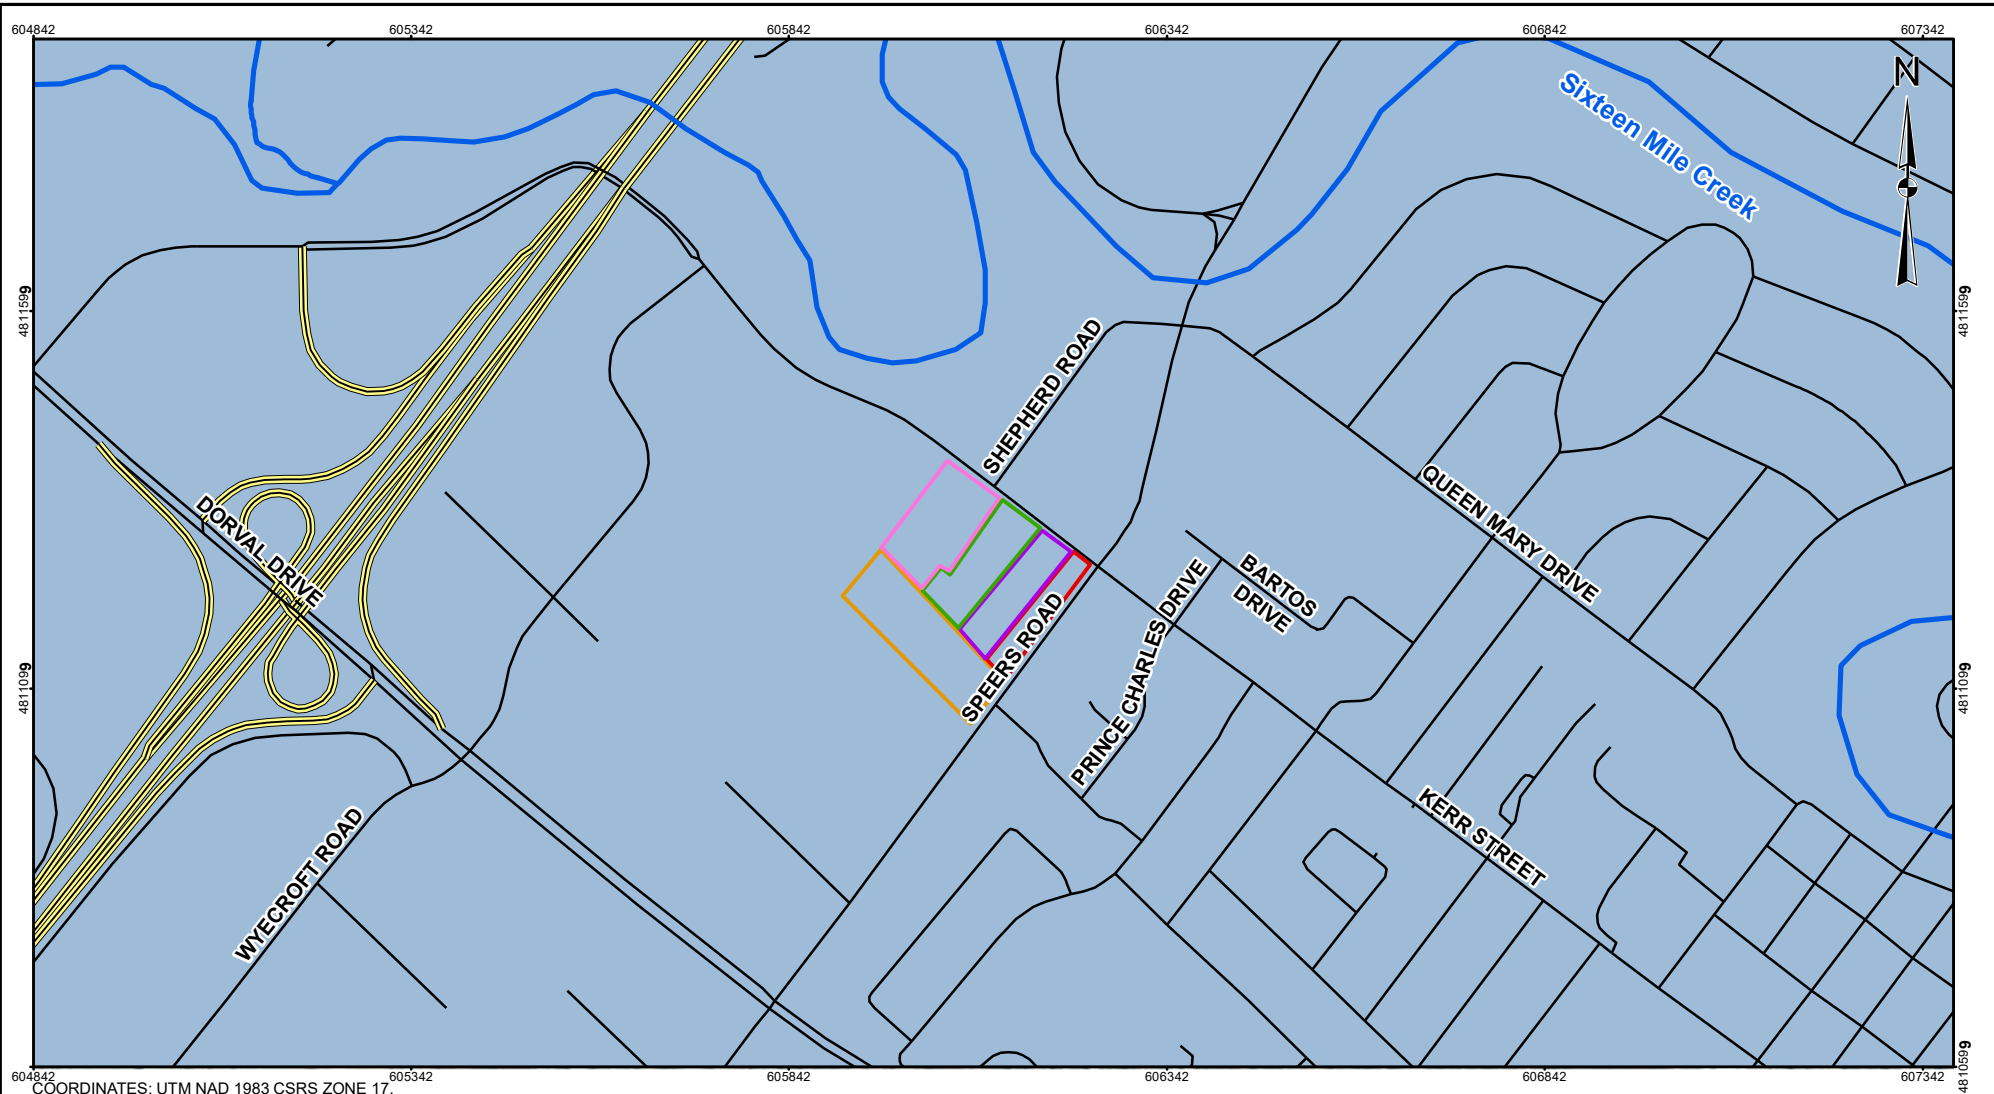 604842
605342
605842
606342
606842
607342
N
Sixteen Mile Creek
4811599
4811599
SHEPHERD ROAD
QUEEN MARY DRIVE
DORVAL DRIVE
BARTOS
DRIVE
PRINCE CHARLES DRIVE
SPEERS ROAD
4811099
4811099
KERR STREET
WYECROFT ROAD
4810599
604842
605342
605842
606342
606842
607342
COORDINATES: UTM NAD 1983 CSRS ZONE 17.